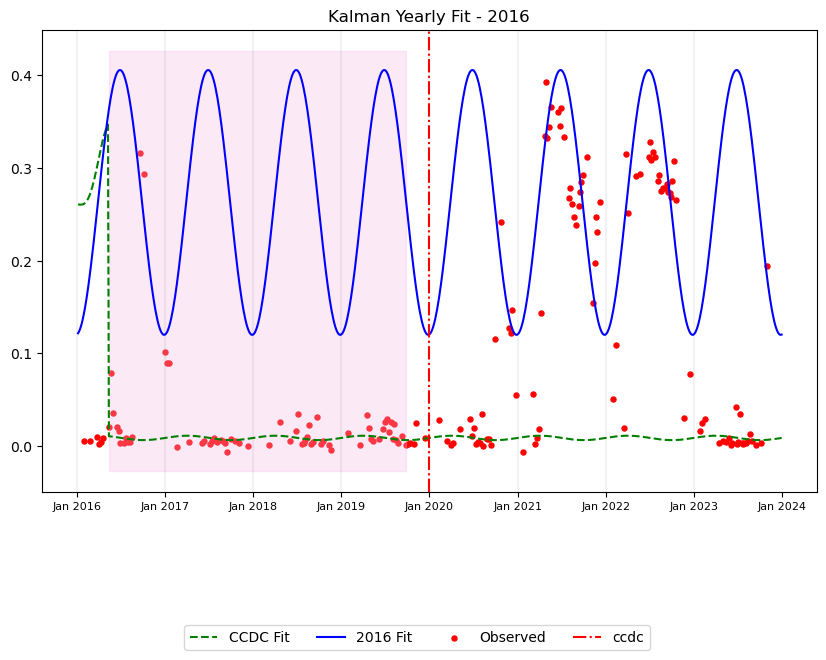 Kalman Yearly Fit - 2016
0.4
0.3
0.2
0.1
0.0
Jan 2016 Jan 2017 Jan 2018 Jan 2019 Jan 2020 Jan 2021 Jan 2022 Jan 2023 Jan 2024
CCDC Fit 2016 Fit Observed ccdc